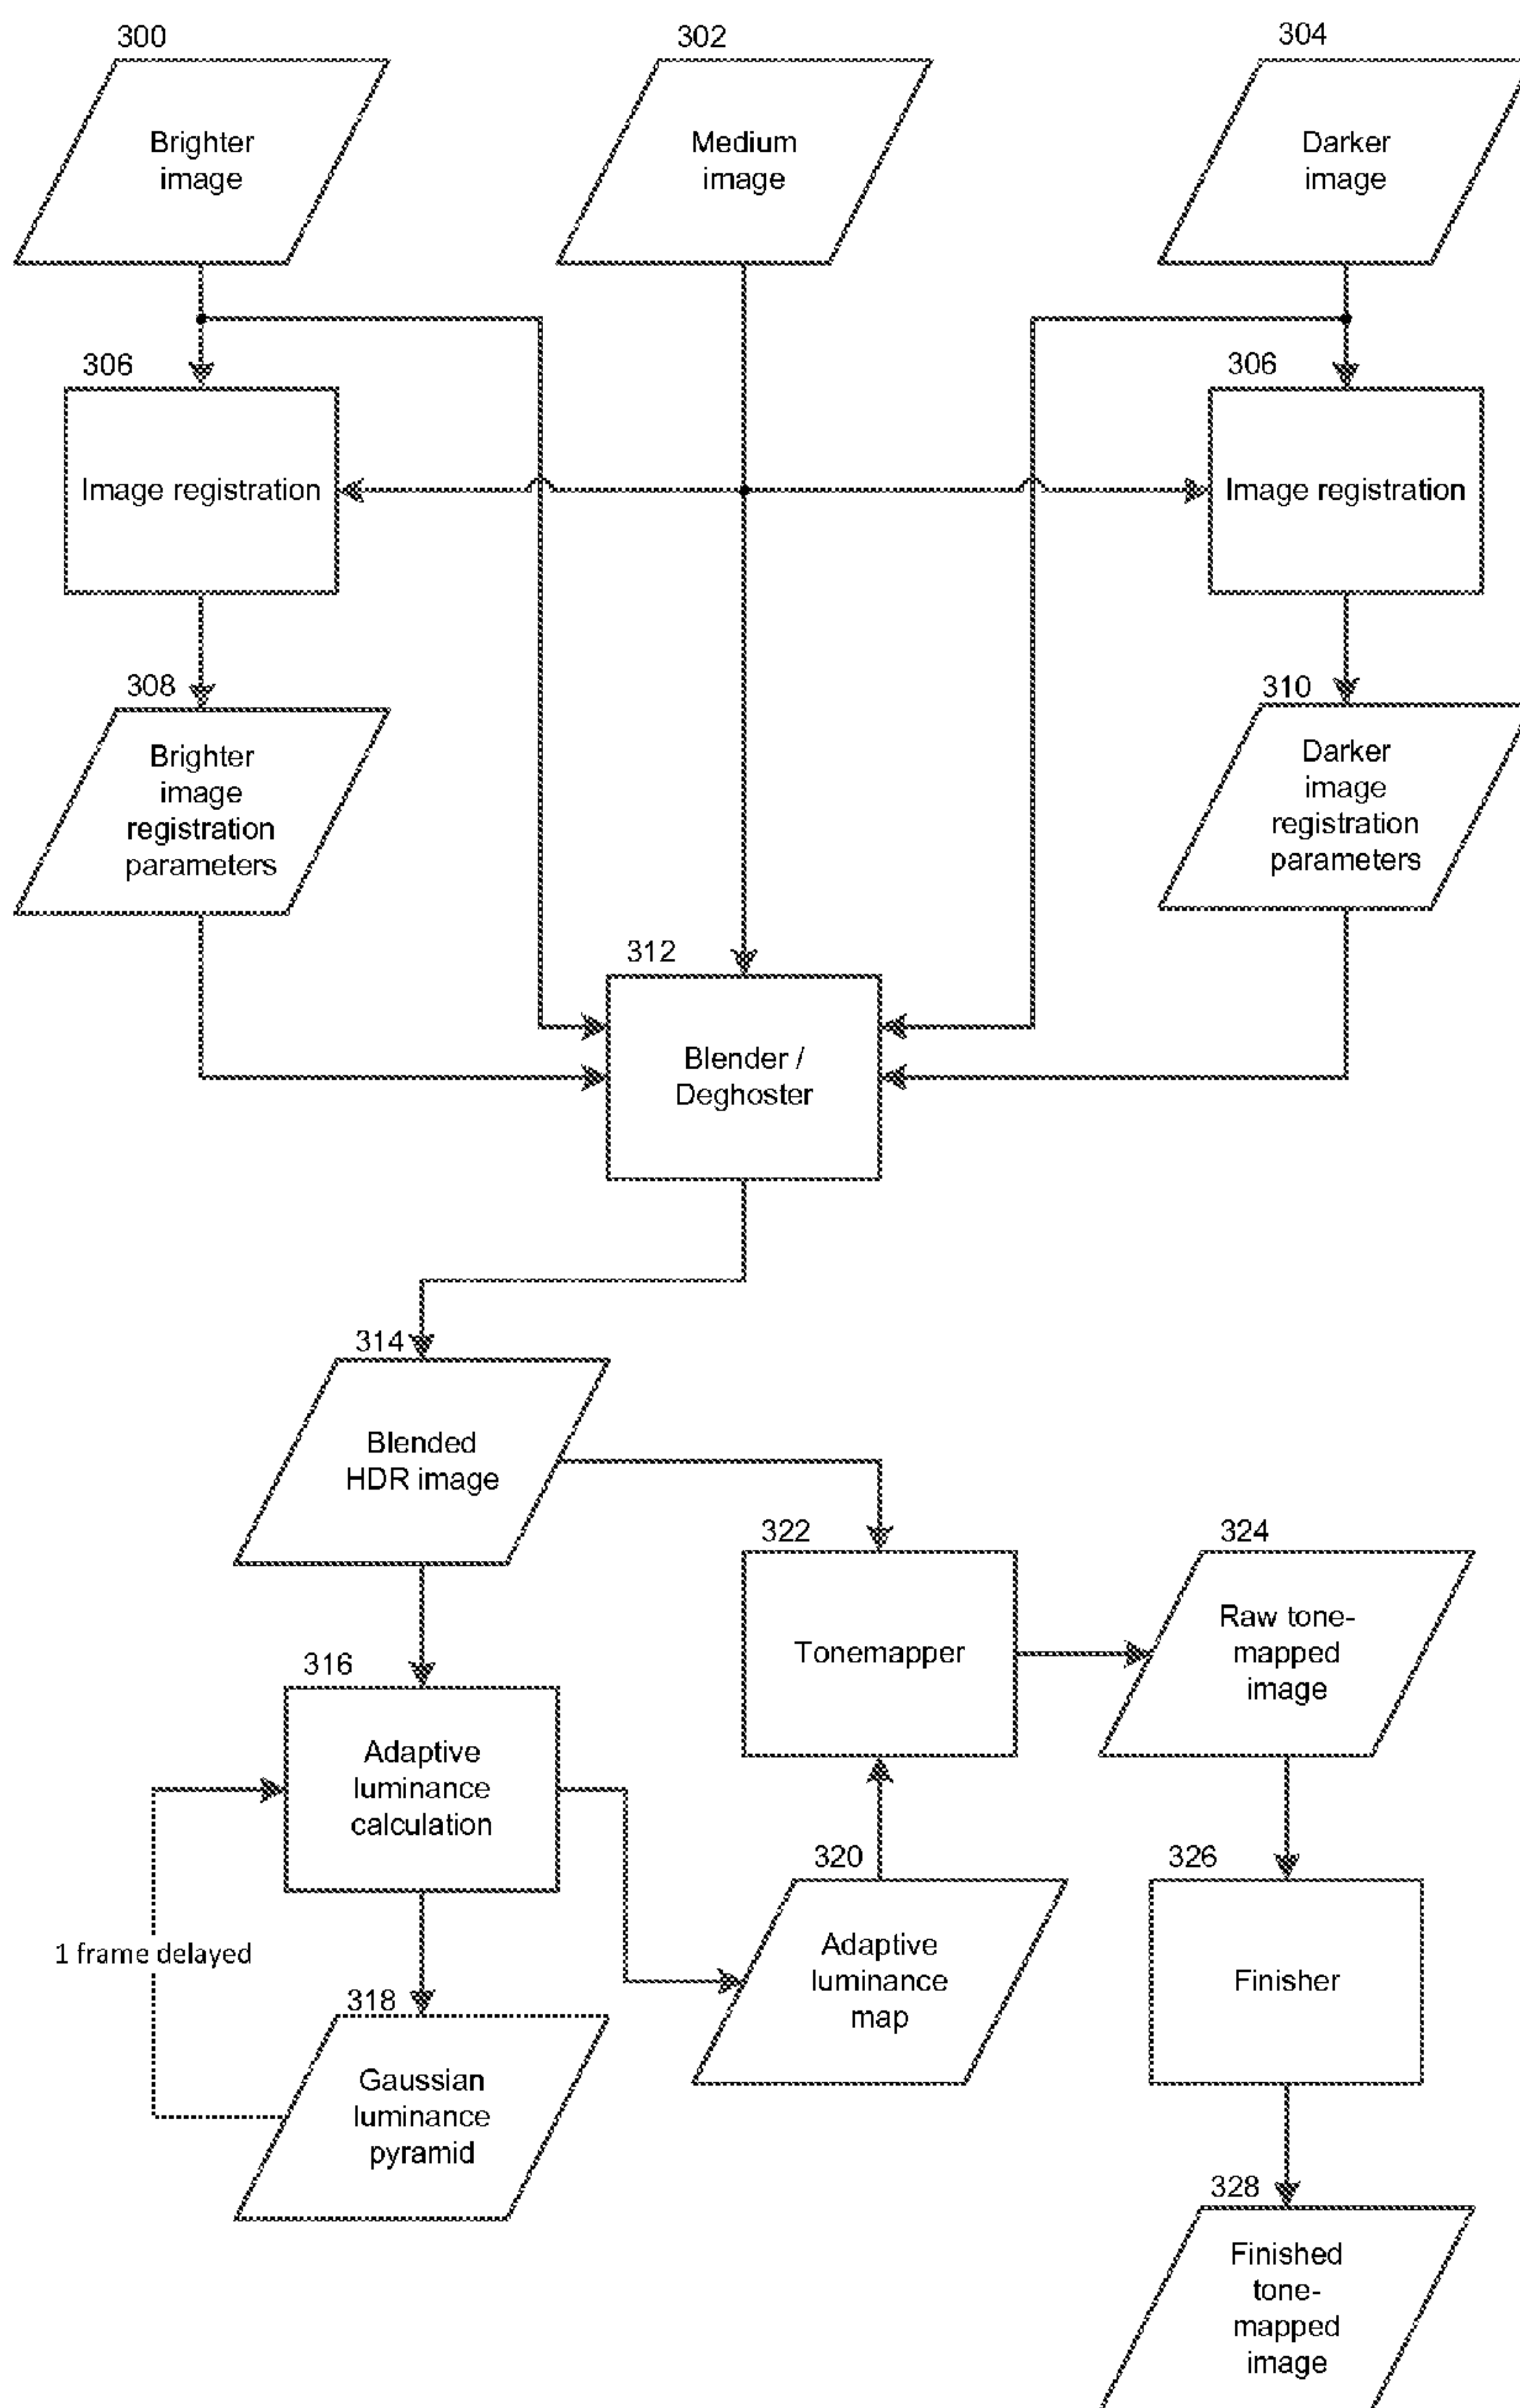 300
302
304
Brighter
image
Medium
image
Darker
image
306
306
Image registration
Image registration
308
310
Brighter
image
registration
parameters
Darker
image
registration
parameters
312
Blender /
Deghoster
314
Blended
HDR image
322
324
Tonemapper
Raw tone-
mapped
image
316
Adaptive
luminance
calculation
320
326
Adaptive
luminance
map
Finisher
1 frame delayed
318
Gaussian
luminance
pyramid
328
Finished
tone-
mapped
image